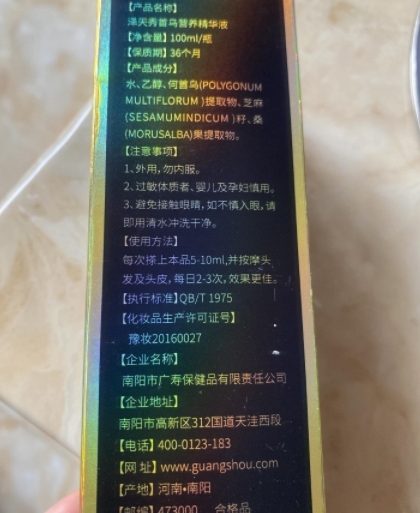 【产品名称】
泽天秀首乌营养精华液
【净含量】100ml/瓶
【保质期】36个月
【产品成分】
水、乙醇、何首乌(POLYGONUM
MULTIFLORUM )提取物、芝麻
(SESAMUMINDICUM ) 籽、桑
(MORUSALBA)果提取物。
【注意事项】
1、外用，勿内服。
2、过敏体质者、婴儿及孕妇慎用。
3、避免接触眼睛，如不慎入眼，请
即用清水冲洗干净。
【使用方法】
每次搽上本品5-10ml,并按摩头
发及头皮，每日2-3次，效果更佳。
【执行标准】QB/T 1975
【化妆品生产许可证号】
豫妆20160027
【企业名称】
南阳市广寿保健品有限责任公司
【企业地址】
南阳市高新区312国道天洼西段
【电话】400-0123-183
【网 址】www.guangshou.com
【产地】河南•南阳
【邮编】473000 合格品